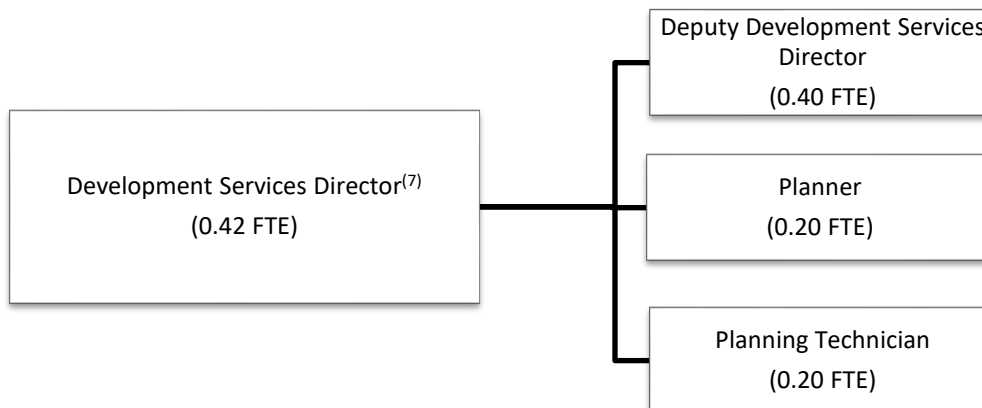 Deputy Development Services
Director
(0.40 FTE)
Development Services Director(7)
(0.42 FTE)
Planner
(0.20 FTE)
Planning Technician
(0.20 FTE)